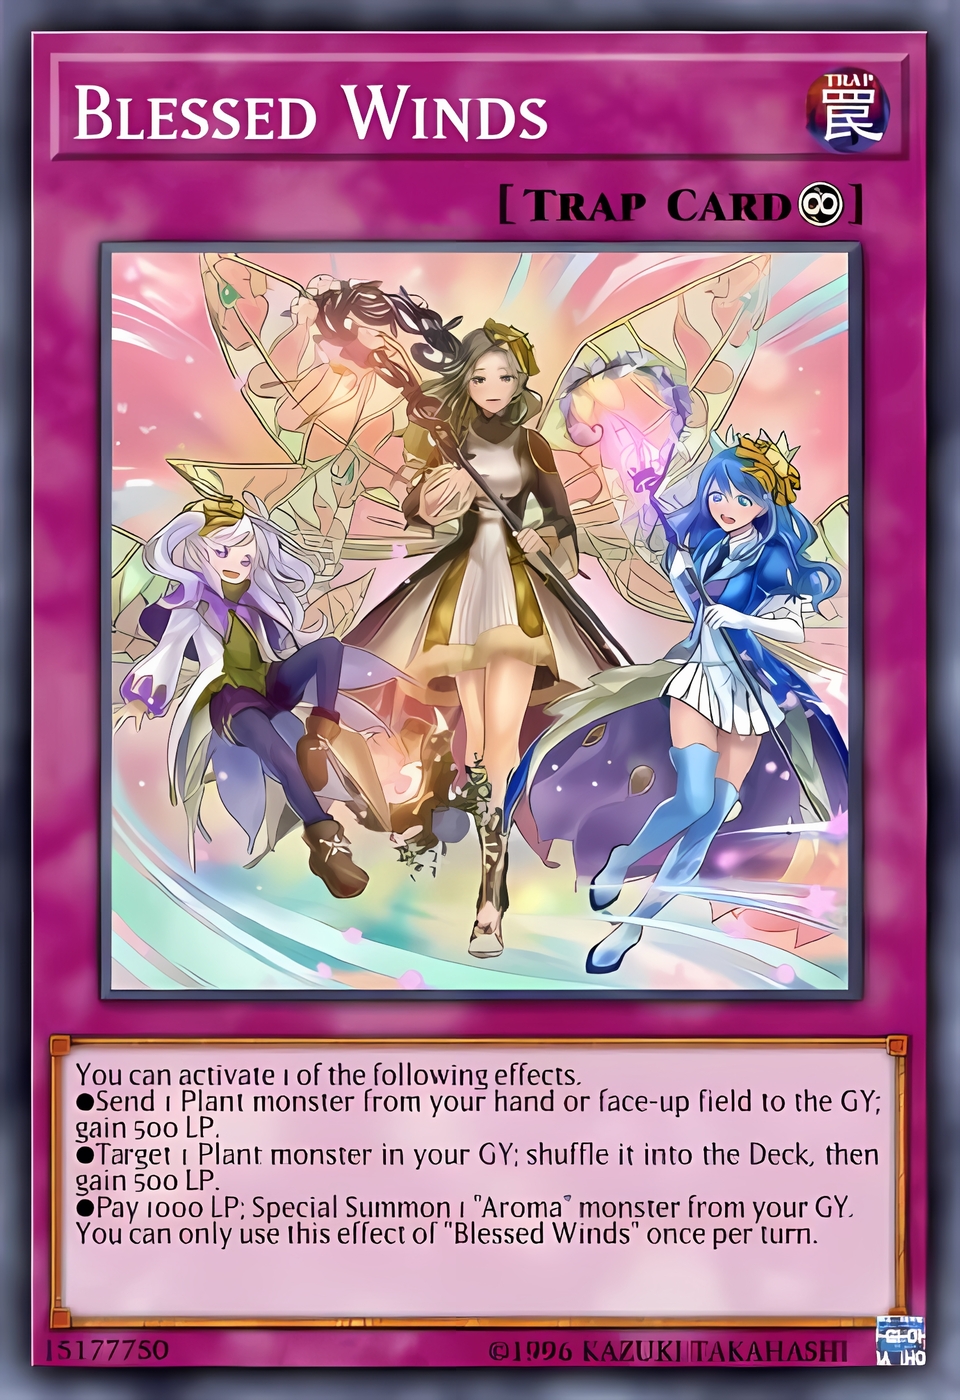 BLESSED WINDS
TRAP
罠
[TRAP CARD∞]
You can activate 1 of the following effects.
●Send 1 Plant monster from your hand or face-up field to the GY;
gain 500 LP.
●Target 1 Plant monster in your GY; shuffle it into the Deck, then
gain 500 LP.
●Pay 1000 LP; Special Summon 1 "Aroma" monster from your GY.
You can only use this effect of "Blessed Winds" once per turn.
15177750
©1996 KAZUKI TAKAHASHI